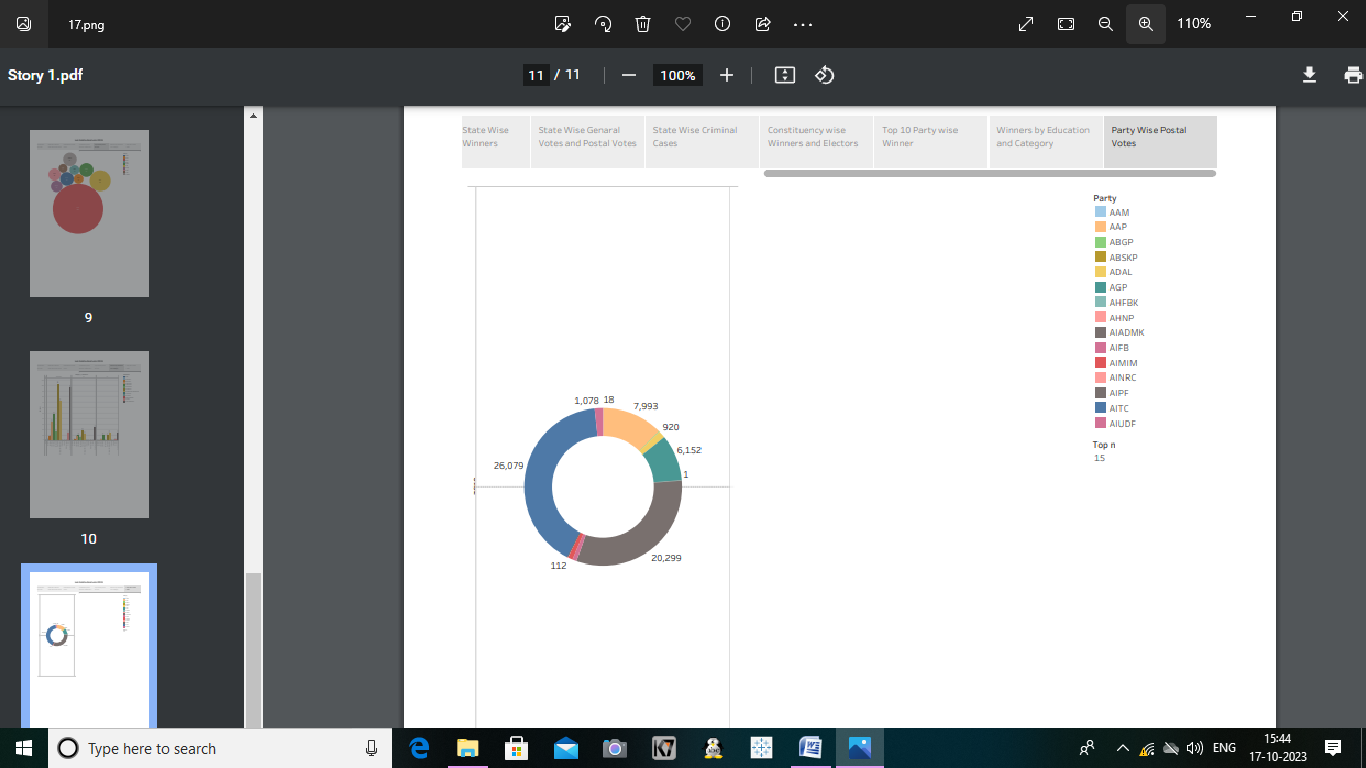 17.png
110%
Story 1.pdf
11 / 11
100%
9
10
State Wise
Winners
State Wise Genaral
Votes and Postal Votes
State Wise Criminal
Cases
Constituency wise
Winners and Electors
Top 10 Party wise
Winner
Winners by Education
and Category
Party Wise Postal
Votes
1,078
18
7,993
920
6,152
1
26,079
112
20,299
Party
AAM
AAP
ABGP
ABSKP
ADAL
AGP
AHFBK
AHNP
AIADMK
AIFB
AIMIM
AINRC
AIPF
AITC
AIUDF
Top n
15
Type here to search
ENG
15:44
17-10-2023